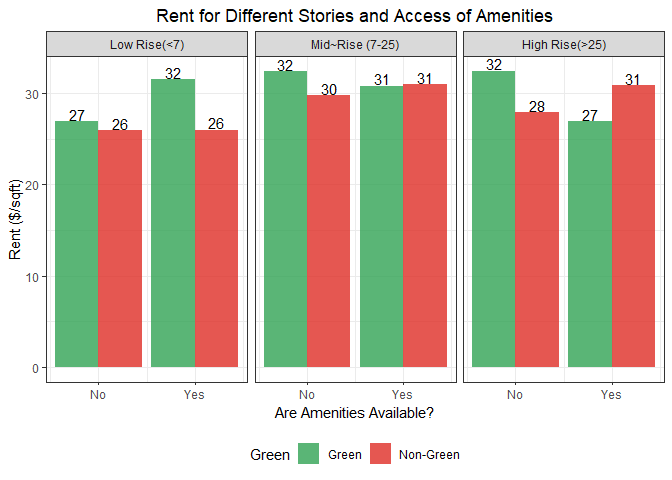 Rent for Different Stories and Access of Amenities
Low Rise(<7) Mid~Rise (7-25) High Rise(>25)
27 26 32 26 32 30 31 31 32 28 27 31
Rent ($/sqft)
30
20
10
0
No Yes No Yes No Yes
Are Amenities Available?
Green Green Non-Green